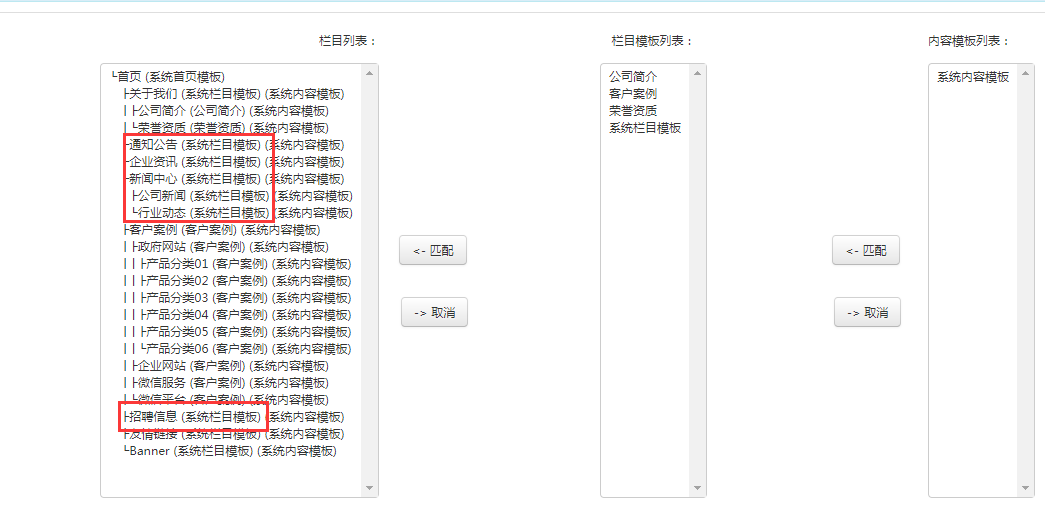 栏目列表：
栏目模板列表：
内容模板列表：
└首页 (系统首页模板)
├关于我们 (系统栏目模板) (系统内容模板)
| ├公司简介 (公司简介) (系统内容模板)
| └荣誉资质 (荣誉资质) (系统内容模板)
├通知公告 (系统栏目模板) (系统内容模板)
├企业资讯 (系统栏目模板) (系统内容模板)
├新闻中心 (系统栏目模板) (系统内容模板)
├公司新闻 (系统栏目模板) (系统内容模板)
└行业动态 (系统栏目模板) (系统内容模板)
├客户案例 (客户案例) (系统内容模板)
| ├政府网站 (客户案例) (系统内容模板)
| | ├产品分类01 (客户案例) (系统内容模板)
| | ├产品分类02 (客户案例) (系统内容模板)
| | ├产品分类03 (客户案例) (系统内容模板)
| | ├产品分类04 (客户案例) (系统内容模板)
| | ├产品分类05 (客户案例) (系统内容模板)
| | └产品分类06 (客户案例) (系统内容模板)
| ├企业网站 (客户案例) (系统内容模板)
| ├微信服务 (客户案例) (系统内容模板)
| └微信平台 (客户案例) (系统内容模板)
├招聘信息 (系统栏目模板) (系统内容模板)
├友情链接 (系统栏目模板) (系统内容模板)
└Banner (系统栏目模板) (系统内容模板)
<- 匹配
-> 取消
公司简介
客户案例
荣誉资质
系统栏目模板
<- 匹配
-> 取消
系统内容模板